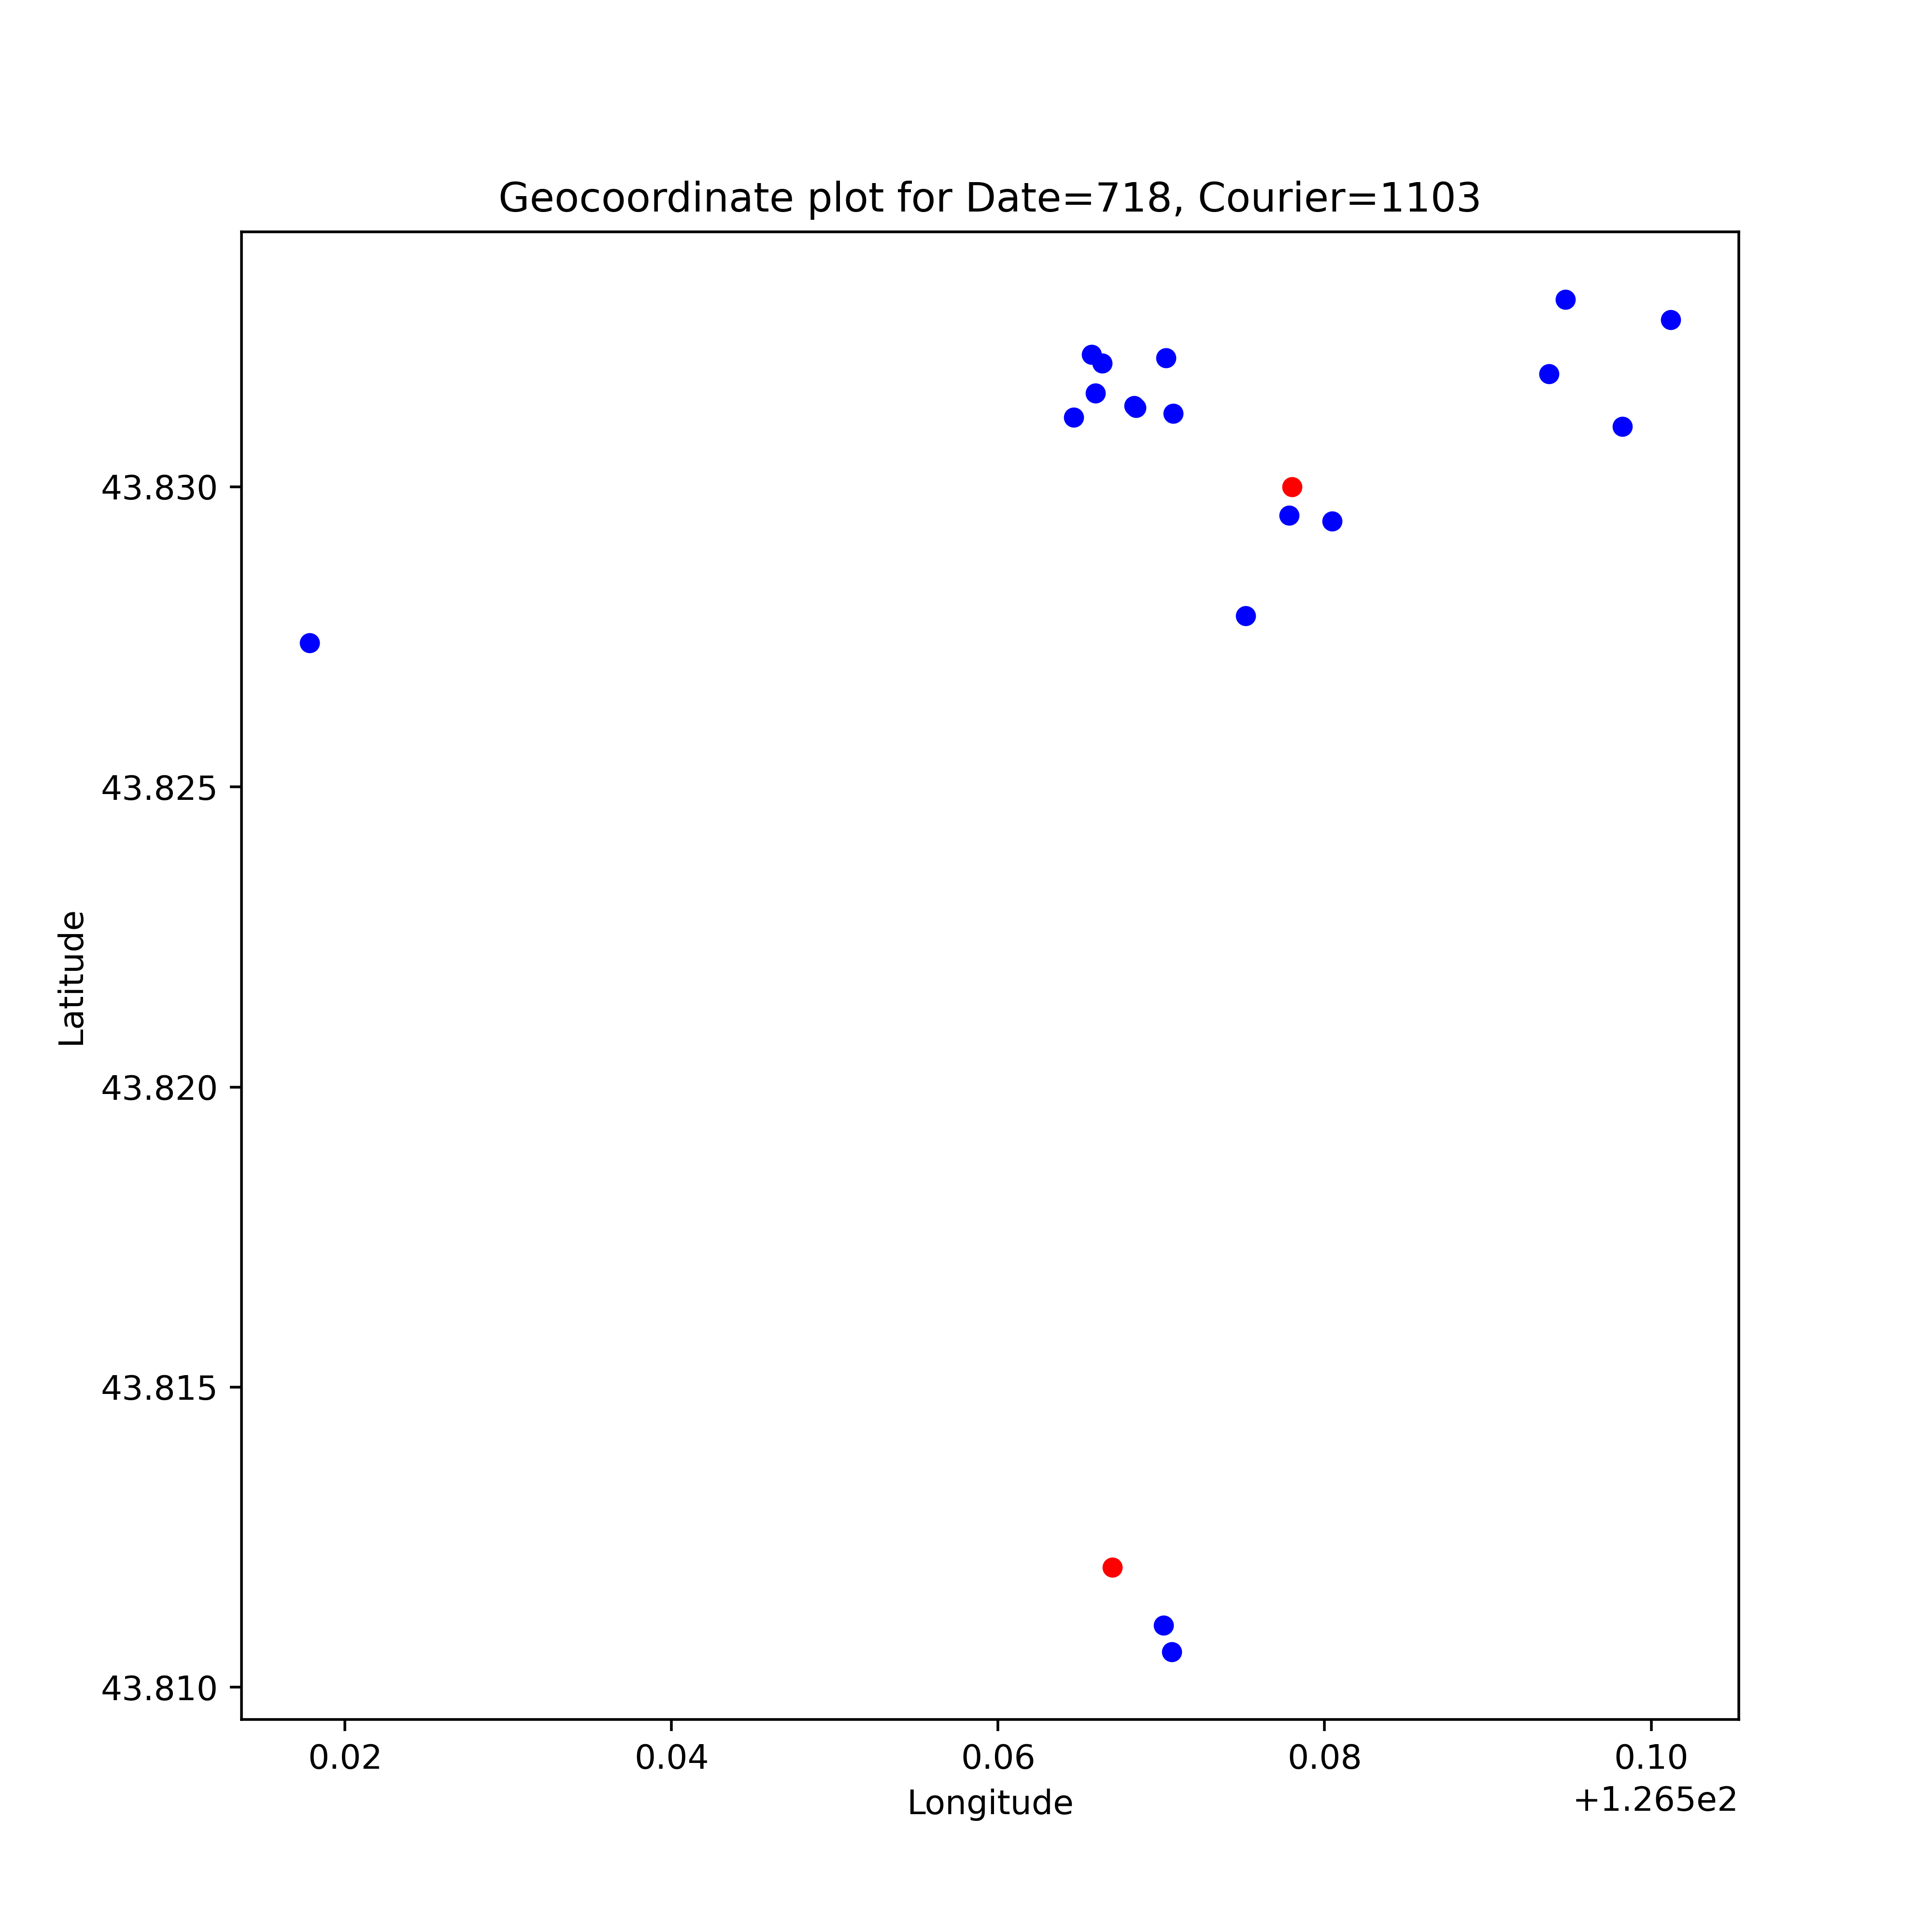 Geocoordinate plot for Date=718, Courier=1103
43.830
43.825
43.820
43.815
43.810
Latitude
0.02 0.04 0.06 0.08 0.10
Longitude
+1.265e2